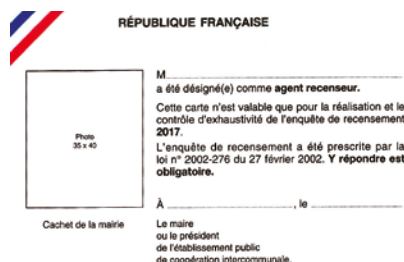 RÉPUBLIQUE FRANÇAISE
M
a été désigné(e) comme agent recenseur.
Cette carte n'est valable que pour la réalisation et le
contrôle d'exhaustivité de l'enquête de recensement
2017.
L'enquête de recensement a été prescrite par la
loi n° 2002-276 du 27 février 2002. Y répondre est
obligatoire.
Photo
35 x 40
À , le
Cachet de la mairie
Le maire
ou le président
de l'établissement public
de coopération intercommunale.